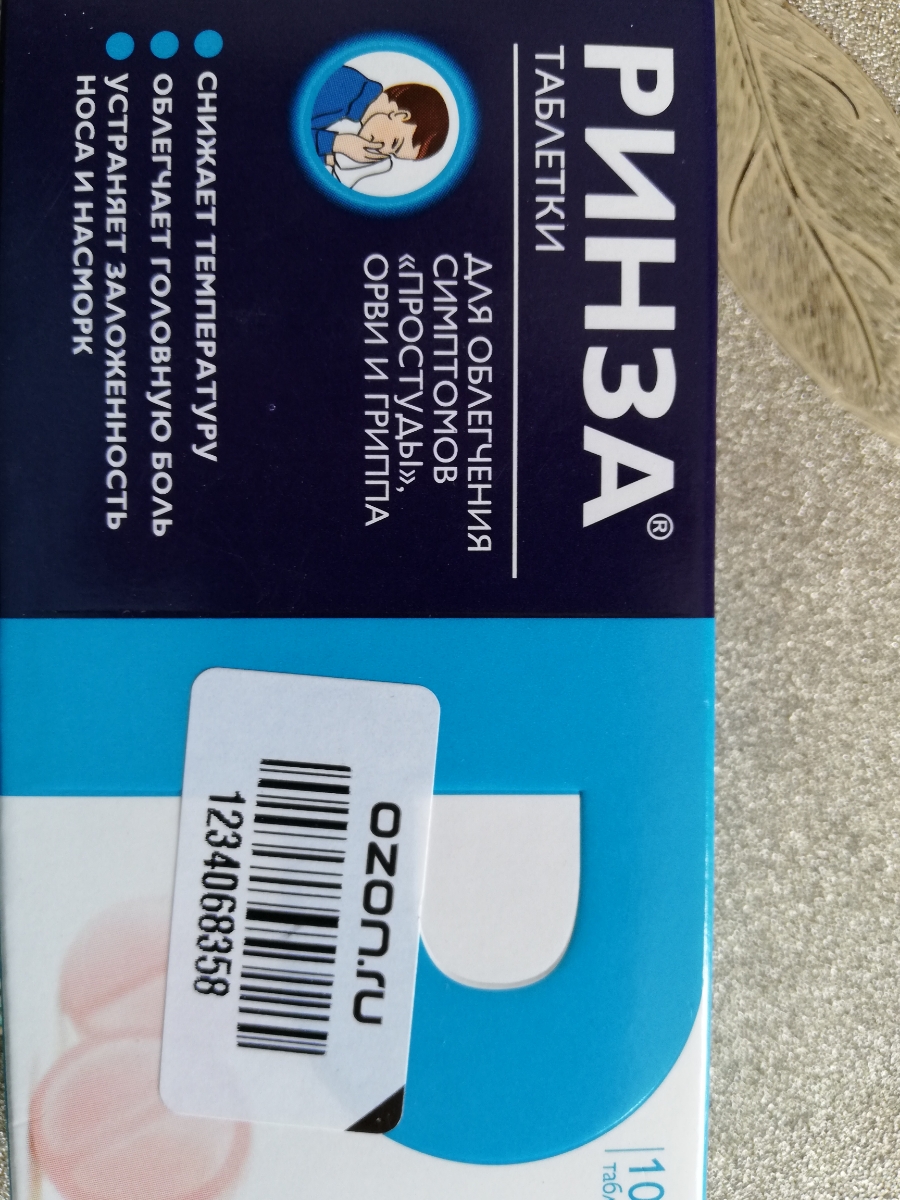 РИНЗА®
ТАБЛЕТКИ
ДЛЯ ОБЛЕГЧЕНИЯ
СИМПТОМОВ
«ПРОСТУДЫ»,
ОРВИ И ГРИППА
СНИЖАЕТ ТЕМПЕРАТУРУ
ОБЛЕГЧАЕТ ГОЛОВНУЮ БОЛЬ
УСТРАНЯЕТ ЗАЛОЖЕННОСТЬ
НОСА И НАСМОРК
ozon.ru
1234068358
10